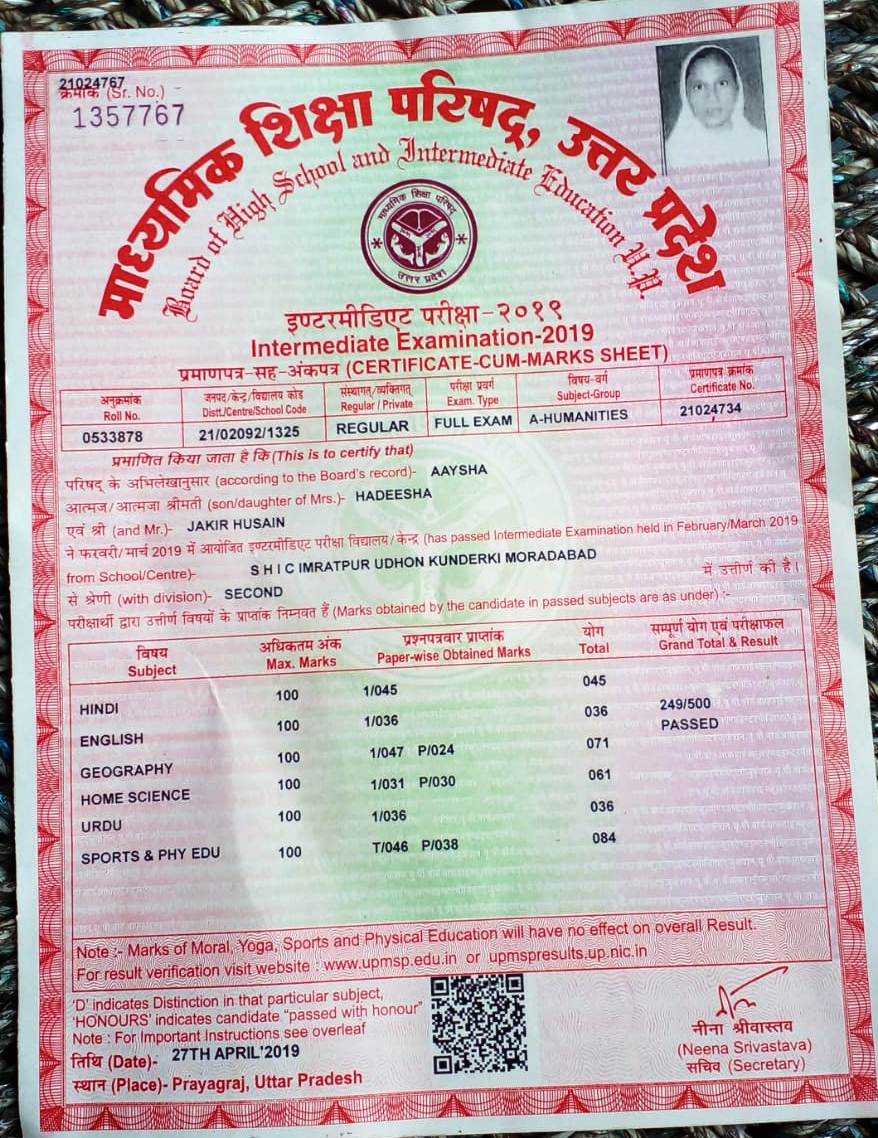 21024767
क्रमांक (Sr. No.) -
1357767
माध्यमिक शिक्षा परिषद्, उत्तर प्रदेश
Board of High School and Intermediate Education U.P.
माध्यमिक शिक्षा परिषद
उत्तर प्रदेश
इण्टरमीडिएट परीक्षा-२०१९
Intermediate Examination-2019
प्रमाणपत्र-सह-अंकपत्र (CERTIFICATE-CUM-MARKS SHEET)
अनुक्रमांक जनपद/केन्द्र/विद्यालय कोड संस्थागत/व्यक्तिगत परीक्षा प्रवर्ग विषय-वर्ग प्रमाणपत्र क्रमांक
Roll No. Distt./Centre/School Code Regular / Private Exam. Type Subject-Group Certificate No.
0533878 21/02092/1325 REGULAR FULL EXAM A-HUMANITIES 21024734
प्रमाणित किया जाता है कि (This is to certify that)
परिषद् के अभिलेखानुसार (according to the Board's record)- AAYSHA
आत्मज/आत्मजा श्रीमती (son/daughter of Mrs.)- HADEESHA
एवं श्री (and Mr.)- JAKIR HUSAIN
ने फरवरी/मार्च 2019 में आयोजित इण्टरमीडिएट परीक्षा विद्यालय/केन्द्र (has passed Intermediate Examination held in February/March 2019
from School/Centre)- S H I C IMRATPUR UDHON KUNDERKI MORADABAD में उत्तीर्ण की है।
से श्रेणी (with division)- SECOND
परीक्षार्थी द्वारा उत्तीर्ण विषयों के प्राप्तांक निम्नवत हैं (Marks obtained by the candidate in passed subjects are as under) :-
विषय अधिकतम अंक प्रश्नपत्रवार प्राप्तांक योग सम्पूर्ण योग एवं परीक्षाफल
Subject Max. Marks Paper-wise Obtained Marks Total Grand Total & Result
HINDI 100 1/045 045 249/500
ENGLISH 100 1/036 036 PASSED
GEOGRAPHY 100 1/047 P/024 071
HOME SCIENCE 100 1/031 P/030 061
URDU 100 1/036 036
SPORTS & PHY EDU 100 T/046 P/038 084
Note :- Marks of Moral, Yoga, Sports and Physical Education will have no effect on overall Result.
For result verification visit website : www.upmsp.edu.in or upmspresults.up.nic.in
'D' indicates Distinction in that particular subject,
'HONOURS' indicates candidate "passed with honour"
Note : For Important Instructions see overleaf
तिथि (Date)- 27TH APRIL'2019
स्थान (Place)- Prayagraj, Uttar Pradesh
नीना श्रीवास्तव
(Neena Srivastava)
सचिव (Secretary)